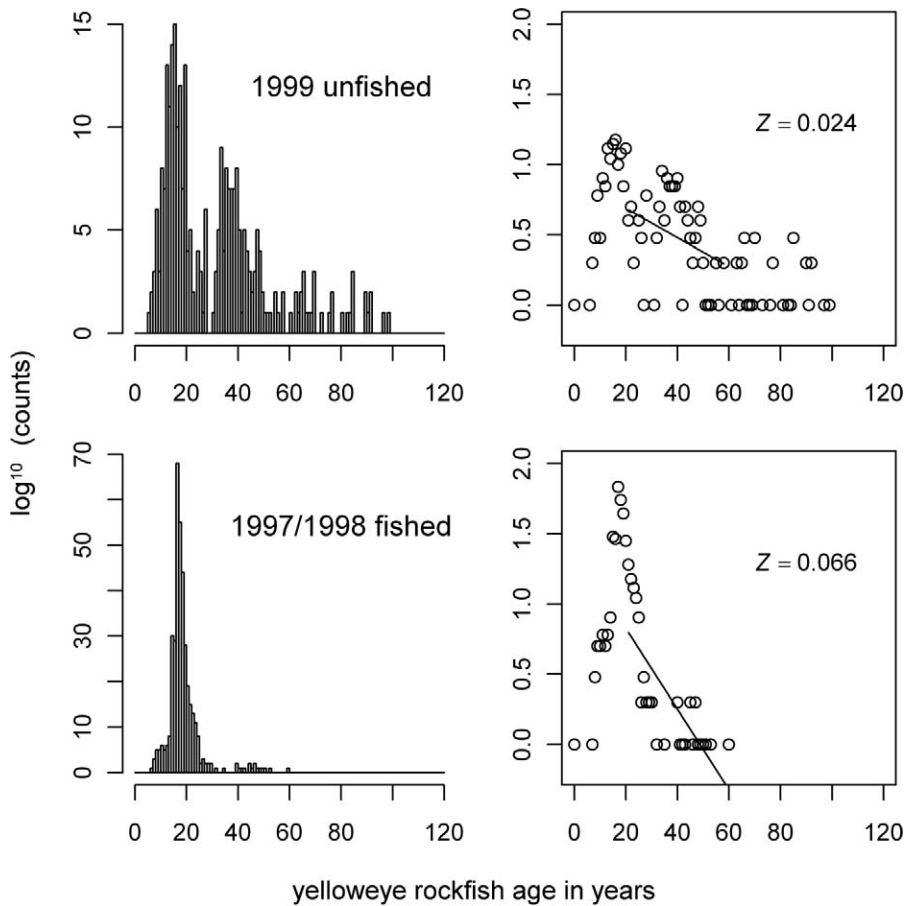 15
10
5
0
1999 unfished
0 20 40 60 80 120
2.0
1.5
1.0
0.5
0.0
Z = 0.024
0 20 40 60 80 120
log¹⁰ (counts)
70
50
30
10
0
1997/1998 fished
0 20 40 60 80 120
2.0
1.5
1.0
0.5
0.0
Z = 0.066
0 20 40 60 80 120
yelloweye rockfish age in years